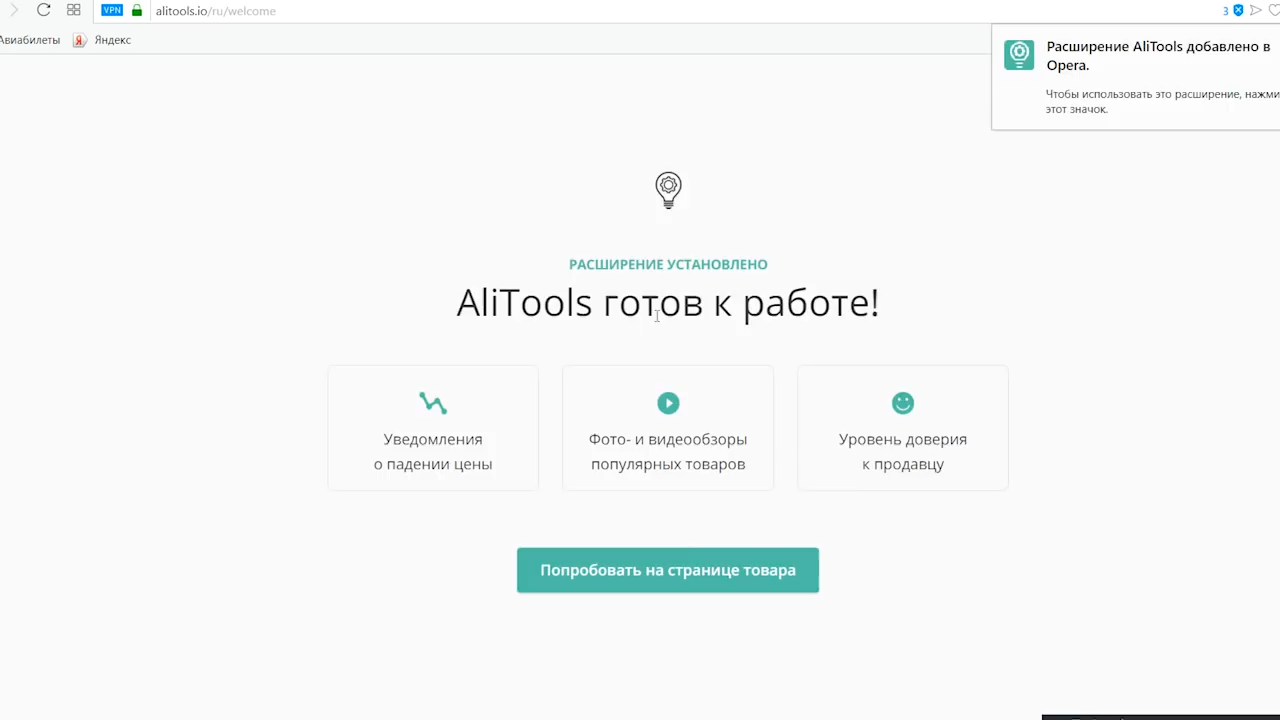 VPN
alitools.io/ru/welcome
3
Авиабилеты
Я
Яндекс
Расширение AliTools добавлено в
Opera.
Чтобы использовать это расширение,
этот значок.
РАСШИРЕНИЕ УСТАНОВЛЕНО
AliTools готов к работе!
Уведомления
о падении цены
Фото- и видеообзоры
популярных товаров
Уровень доверия
к продавцу
Попробовать на странице товара